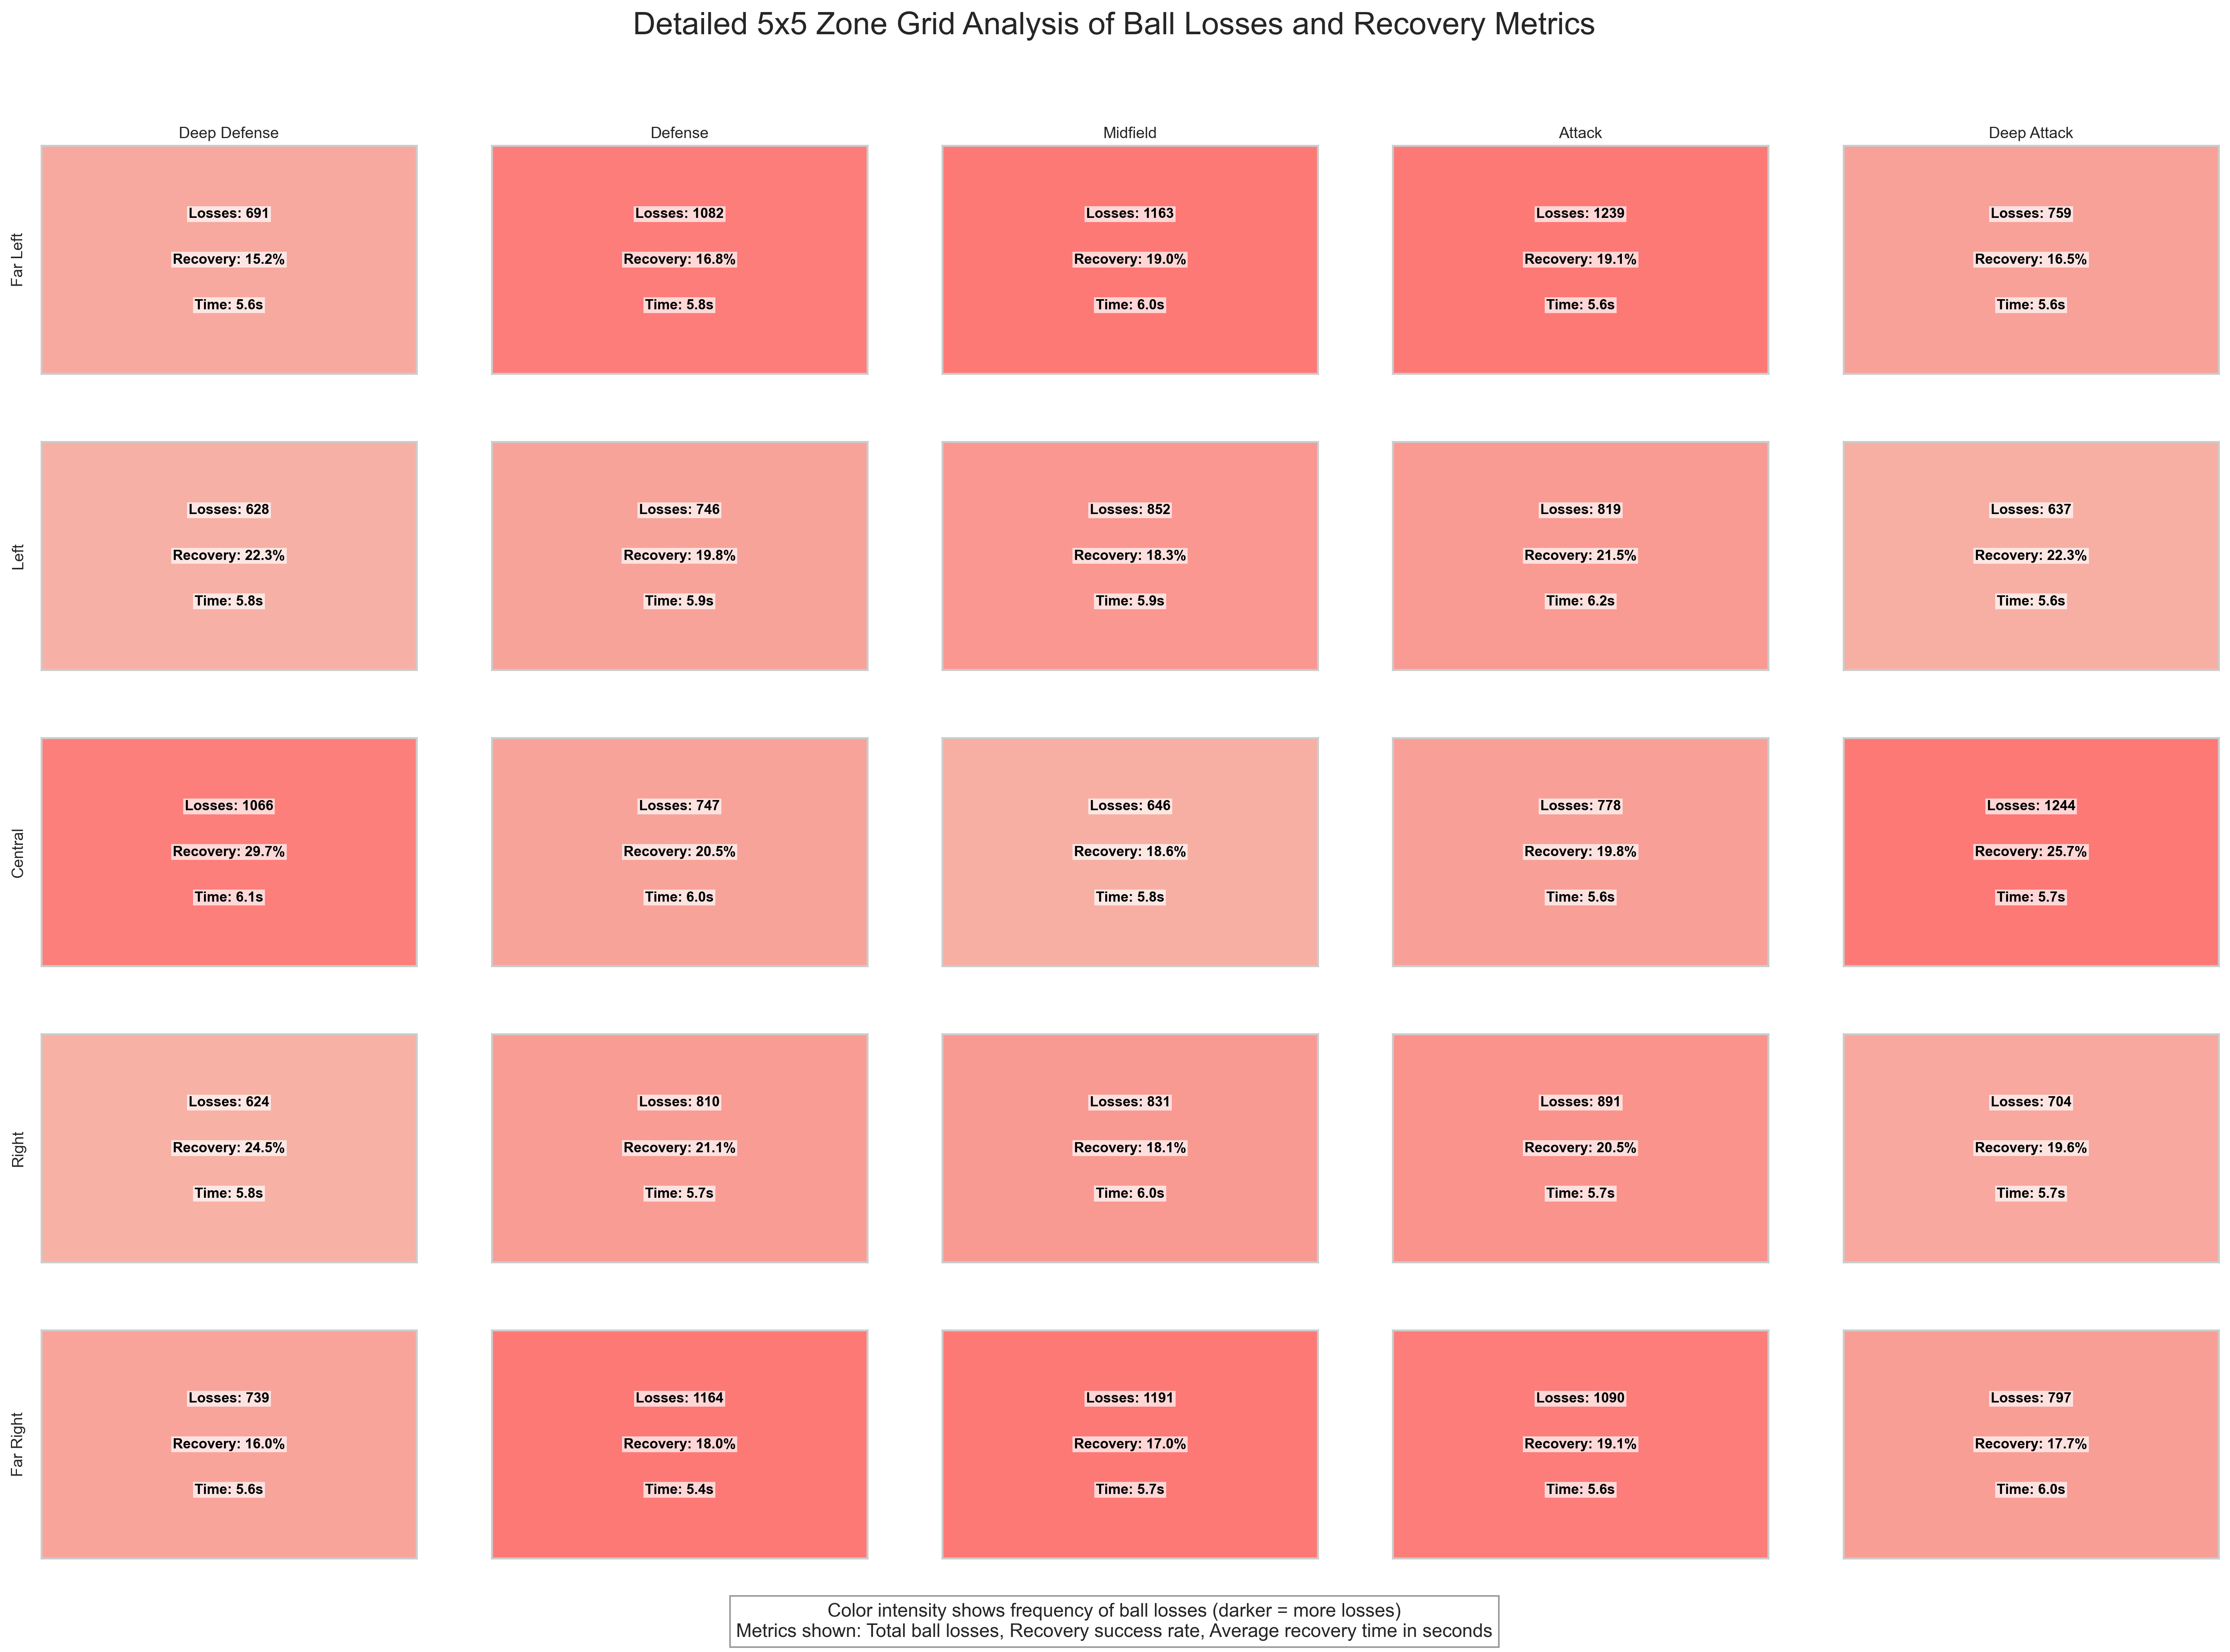 Detailed 5x5 Zone Grid Analysis of Ball Losses and Recovery Metrics
Deep Defense
Defense
Midfield
Attack
Deep Attack
Far Left
Losses: 691
Recovery: 15.2%
Time: 5.6s
Losses: 1082
Recovery: 16.8%
Time: 5.8s
Losses: 1163
Recovery: 19.0%
Time: 6.0s
Losses: 1239
Recovery: 19.1%
Time: 5.6s
Losses: 759
Recovery: 16.5%
Time: 5.6s
Left
Losses: 628
Recovery: 22.3%
Time: 5.8s
Losses: 746
Recovery: 19.8%
Time: 5.9s
Losses: 852
Recovery: 18.3%
Time: 5.9s
Losses: 819
Recovery: 21.5%
Time: 6.2s
Losses: 637
Recovery: 22.3%
Time: 5.6s
Central
Losses: 1066
Recovery: 29.7%
Time: 6.1s
Losses: 747
Recovery: 20.5%
Time: 6.0s
Losses: 646
Recovery: 18.6%
Time: 5.8s
Losses: 778
Recovery: 19.8%
Time: 5.6s
Losses: 1244
Recovery: 25.7%
Time: 5.7s
Right
Losses: 624
Recovery: 24.5%
Time: 5.8s
Losses: 810
Recovery: 21.1%
Time: 5.7s
Losses: 831
Recovery: 18.1%
Time: 6.0s
Losses: 891
Recovery: 20.5%
Time: 5.7s
Losses: 704
Recovery: 19.6%
Time: 5.7s
Far Right
Losses: 739
Recovery: 16.0%
Time: 5.6s
Losses: 1164
Recovery: 18.0%
Time: 5.4s
Losses: 1191
Recovery: 17.0%
Time: 5.7s
Losses: 1090
Recovery: 19.1%
Time: 5.6s
Losses: 797
Recovery: 17.7%
Time: 6.0s
Color intensity shows frequency of ball losses (darker = more losses)
Metrics shown: Total ball losses, Recovery success rate, Average recovery time in seconds